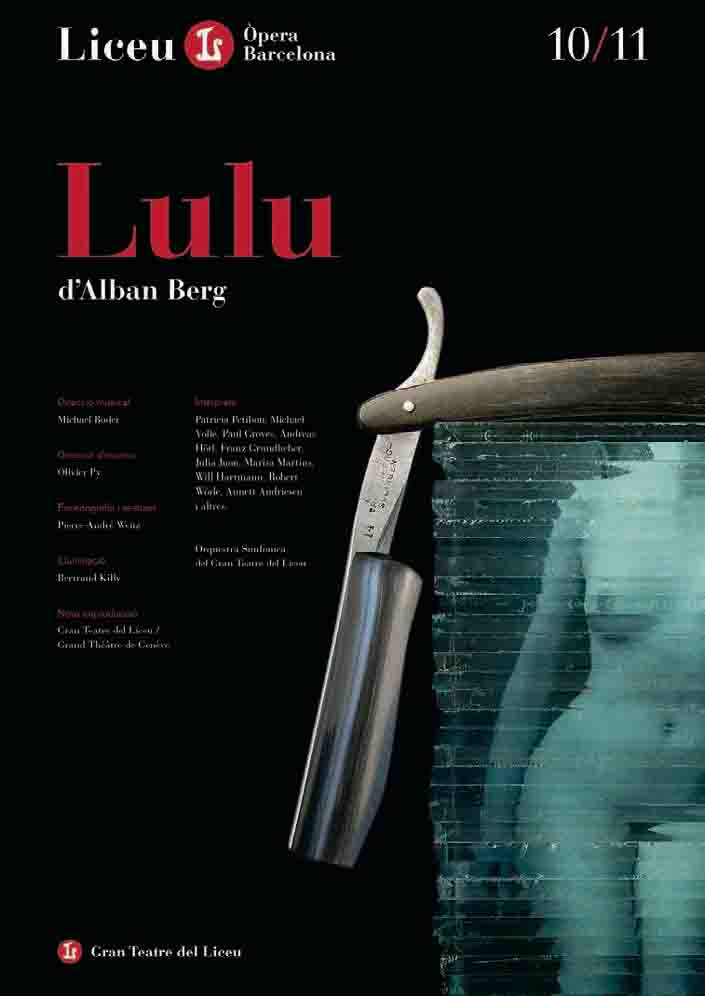 Liceu
Òpera
Barcelona
10/11
Lulu
d'Alban Berg
Direcció musical
Michael Boder
Direcció d'escena
Olivier Py
Escenografia i vestuari
Pierre-André Weitz
Il·luminació
Bertrand Killy
Nova coproducció
Gran Teatre del Liceu /
Grand Théâtre de Genève
Intèrprets
Patricia Petibon, Michael
Volle, Paul Groves, Andreas
Hörl, Franz Grundheber,
Julia Juon, Marisa Martins,
Will Hartmann, Robert
Wörle, Annett Andriesen
i altres.
Orquestra Simfònica
del Gran Teatre del Liceu
Gran Teatre del Liceu